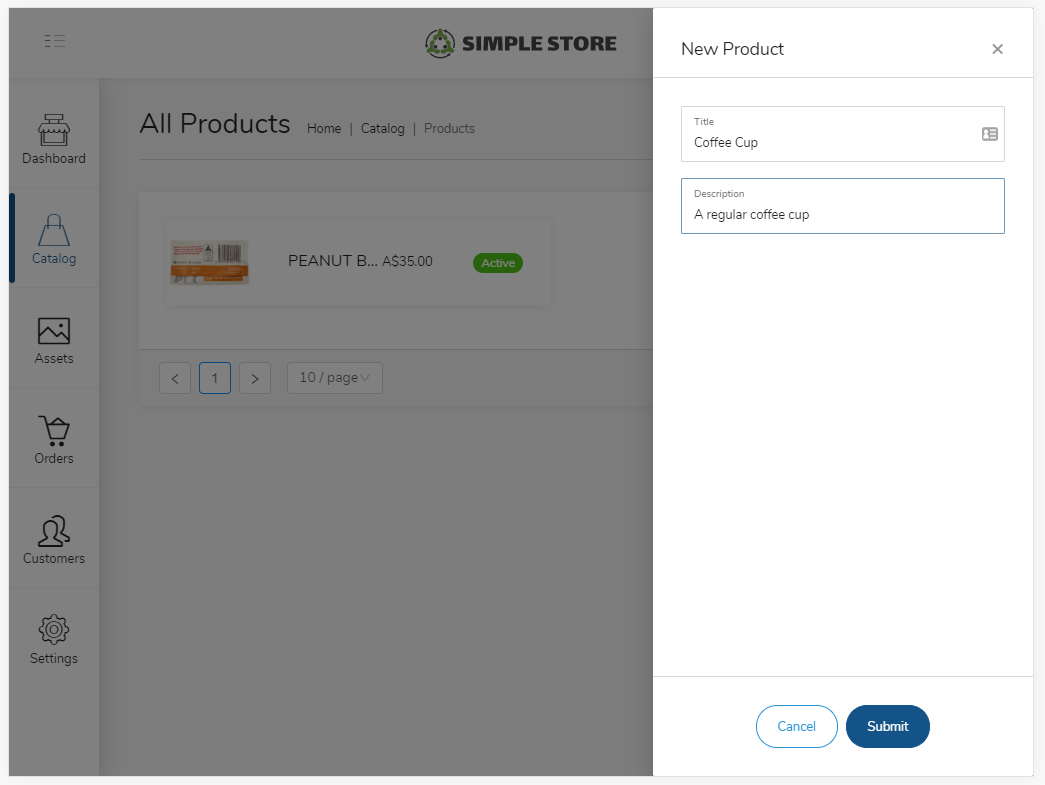 SIMPLE STORE
New Product
Dashboard
Catalog
Assets
Orders
Customers
Settings
All Products Home | Catalog | Products
PEANUT B... A$35.00 Active
< 1 > 10 / page
Title
Coffee Cup
Description
A regular coffee cup
Cancel Submit